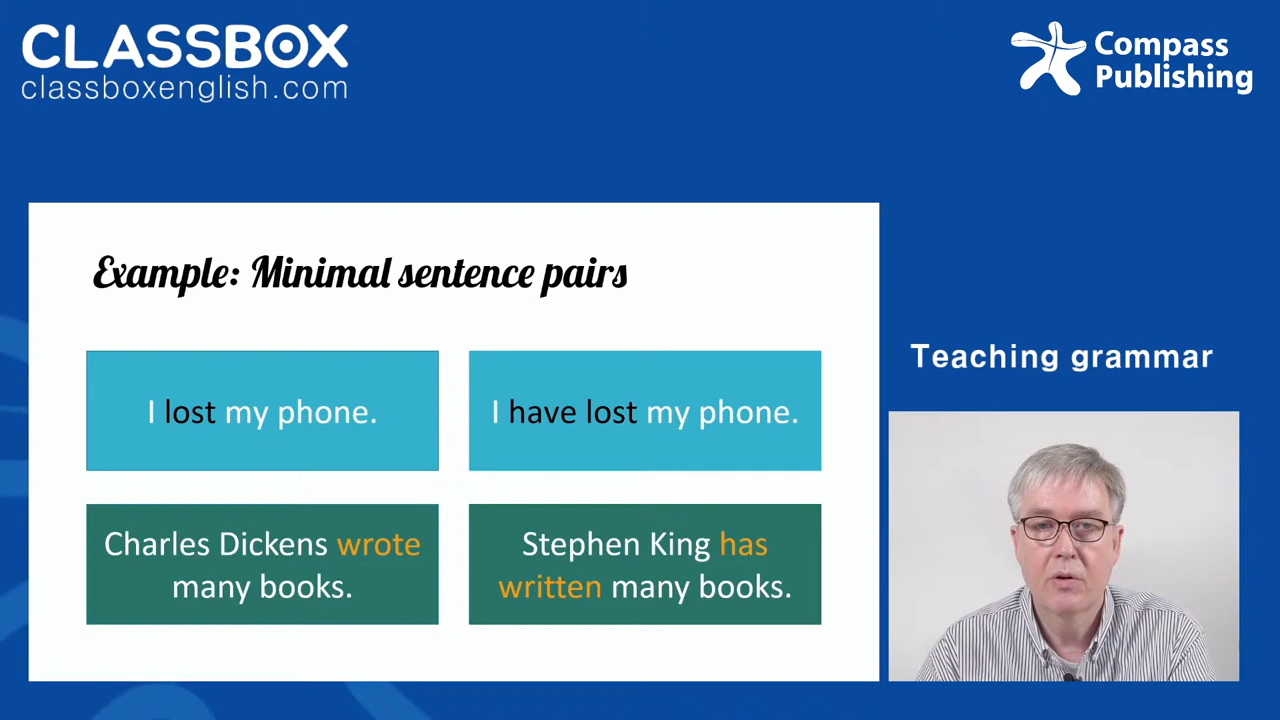 CLASSBOX
classboxenglish.com
Compass
Publishing
Example: Minimal sentence pairs
I lost my phone.
I have lost my phone.
Charles Dickens wrote
many books.
Stephen King has
written many books.
Teaching grammar